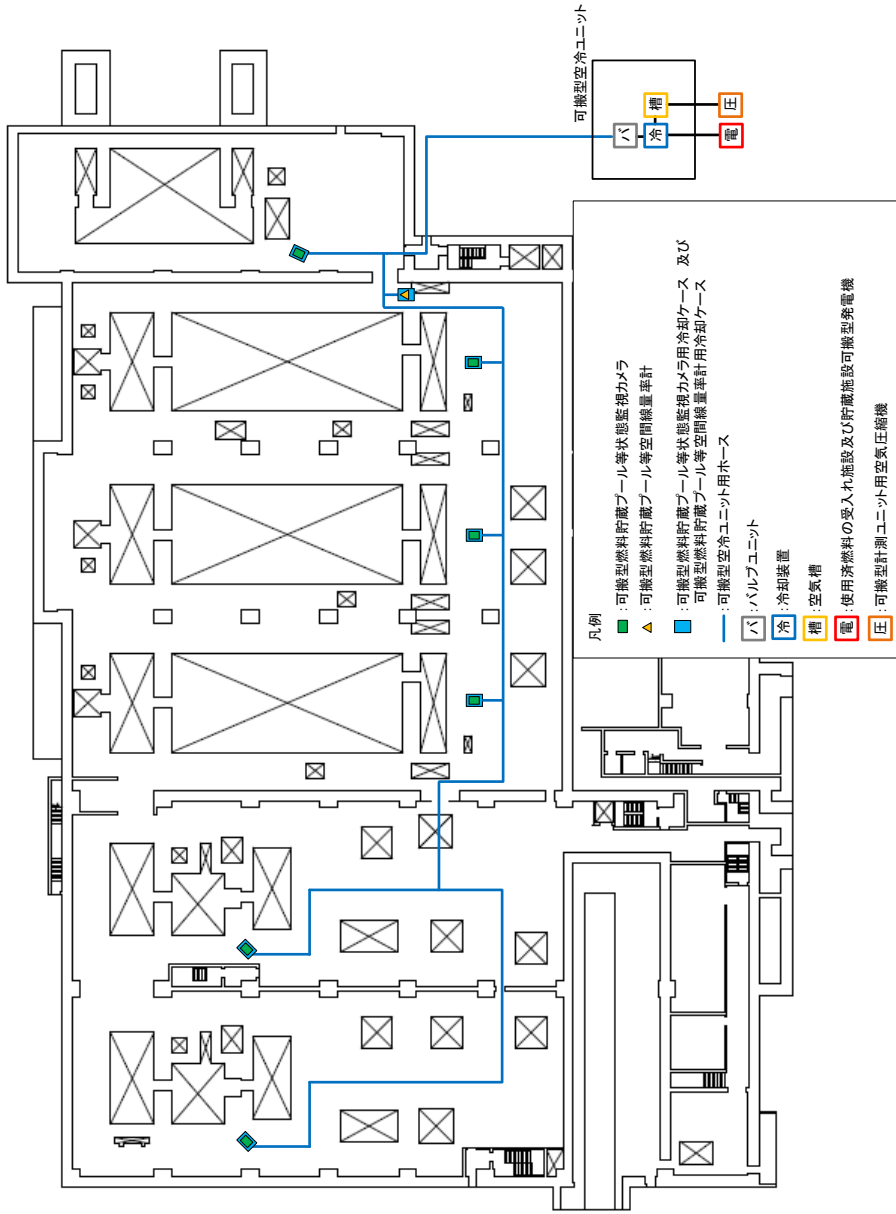 可搬型空冷ユニット
バ
冷
槽
電
圧
凡例
：可搬型燃料貯蔵プール等状態監視カメラ
：可搬型燃料貯蔵プール等空間線量率計
：可搬型燃料貯蔵プール等状態監視カメラ用冷却ケース 及び
可搬型燃料貯蔵プール等空間線量率計用冷却ケース
：可搬型空冷ユニット用ホース
バ：バルブユニット
冷：冷却装置
槽：空気槽
電：使用済燃料の受入れ施設及び貯蔵施設可搬型発電機
圧：可搬型計測ユニット用空気圧縮機